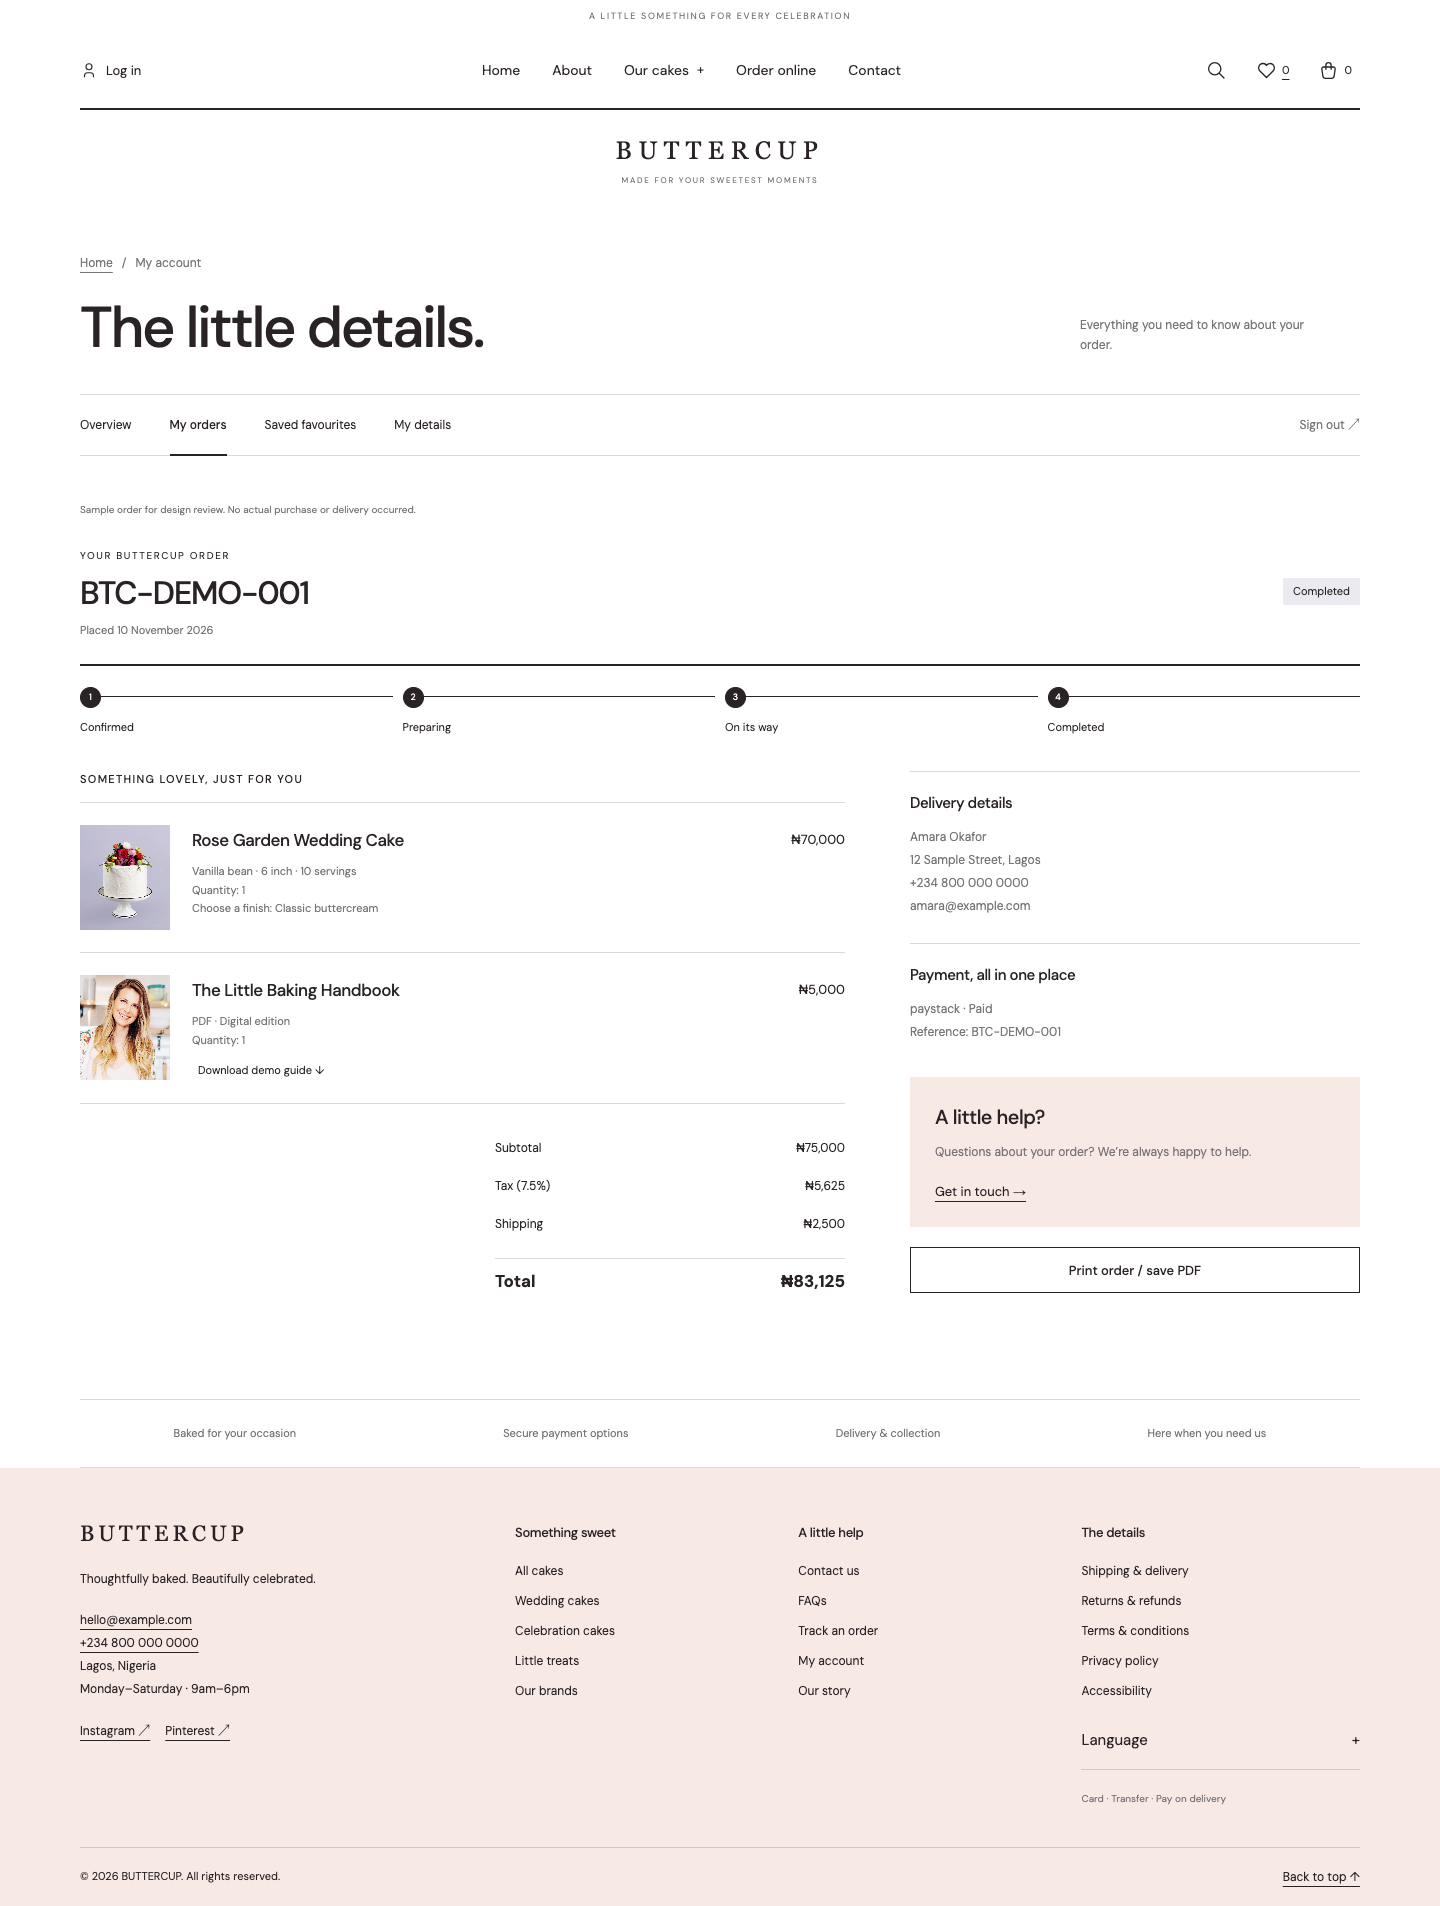 A LITTLE SOMETHING FOR EVERY CELEBRATION
Log in
Home About Our cakes + Order online Contact
0 0
BUTTERCUP
MADE FOR YOUR SWEETEST MOMENTS
Home / My account
The little details.
Everything you need to know about your
order.
Overview My orders Saved favourites My details
Sign out ↗
Sample order for design review. No actual purchase or delivery occurred.
YOUR BUTTERCUP ORDER
BTC-DEMO-001
Completed
Placed 10 November 2026
1 2 3 4
Confirmed Preparing On its way Completed
SOMETHING LOVELY, JUST FOR YOU
Rose Garden Wedding Cake ₦70,000
Vanilla bean · 6 inch · 10 servings
Quantity: 1
Choose a finish: Classic buttercream
The Little Baking Handbook ₦5,000
PDF · Digital edition
Quantity: 1
Download demo guide ↓
Subtotal ₦75,000
Tax (7.5%) ₦5,625
Shipping ₦2,500
Total ₦83,125
Delivery details
Amara Okafor
12 Sample Street, Lagos
+234 800 000 0000
amara@example.com
Payment, all in one place
paystack · Paid
Reference: BTC-DEMO-001
A little help?
Questions about your order? We’re always happy to help.
Get in touch →
Print order / save PDF
Baked for your occasion Secure payment options Delivery & collection Here when you need us
BUTTERCUP
Thoughtfully baked. Beautifully celebrated.
hello@example.com
+234 800 000 0000
Lagos, Nigeria
Monday–Saturday · 9am–6pm
Instagram ↗ Pinterest ↗
Something sweet
All cakes
Wedding cakes
Celebration cakes
Little treats
Our brands
A little help
Contact us
FAQs
Track an order
My account
Our story
The details
Shipping & delivery
Returns & refunds
Terms & conditions
Privacy policy
Accessibility
Language +
Card · Transfer · Pay on delivery
© 2026 BUTTERCUP. All rights reserved.
Back to top ↑